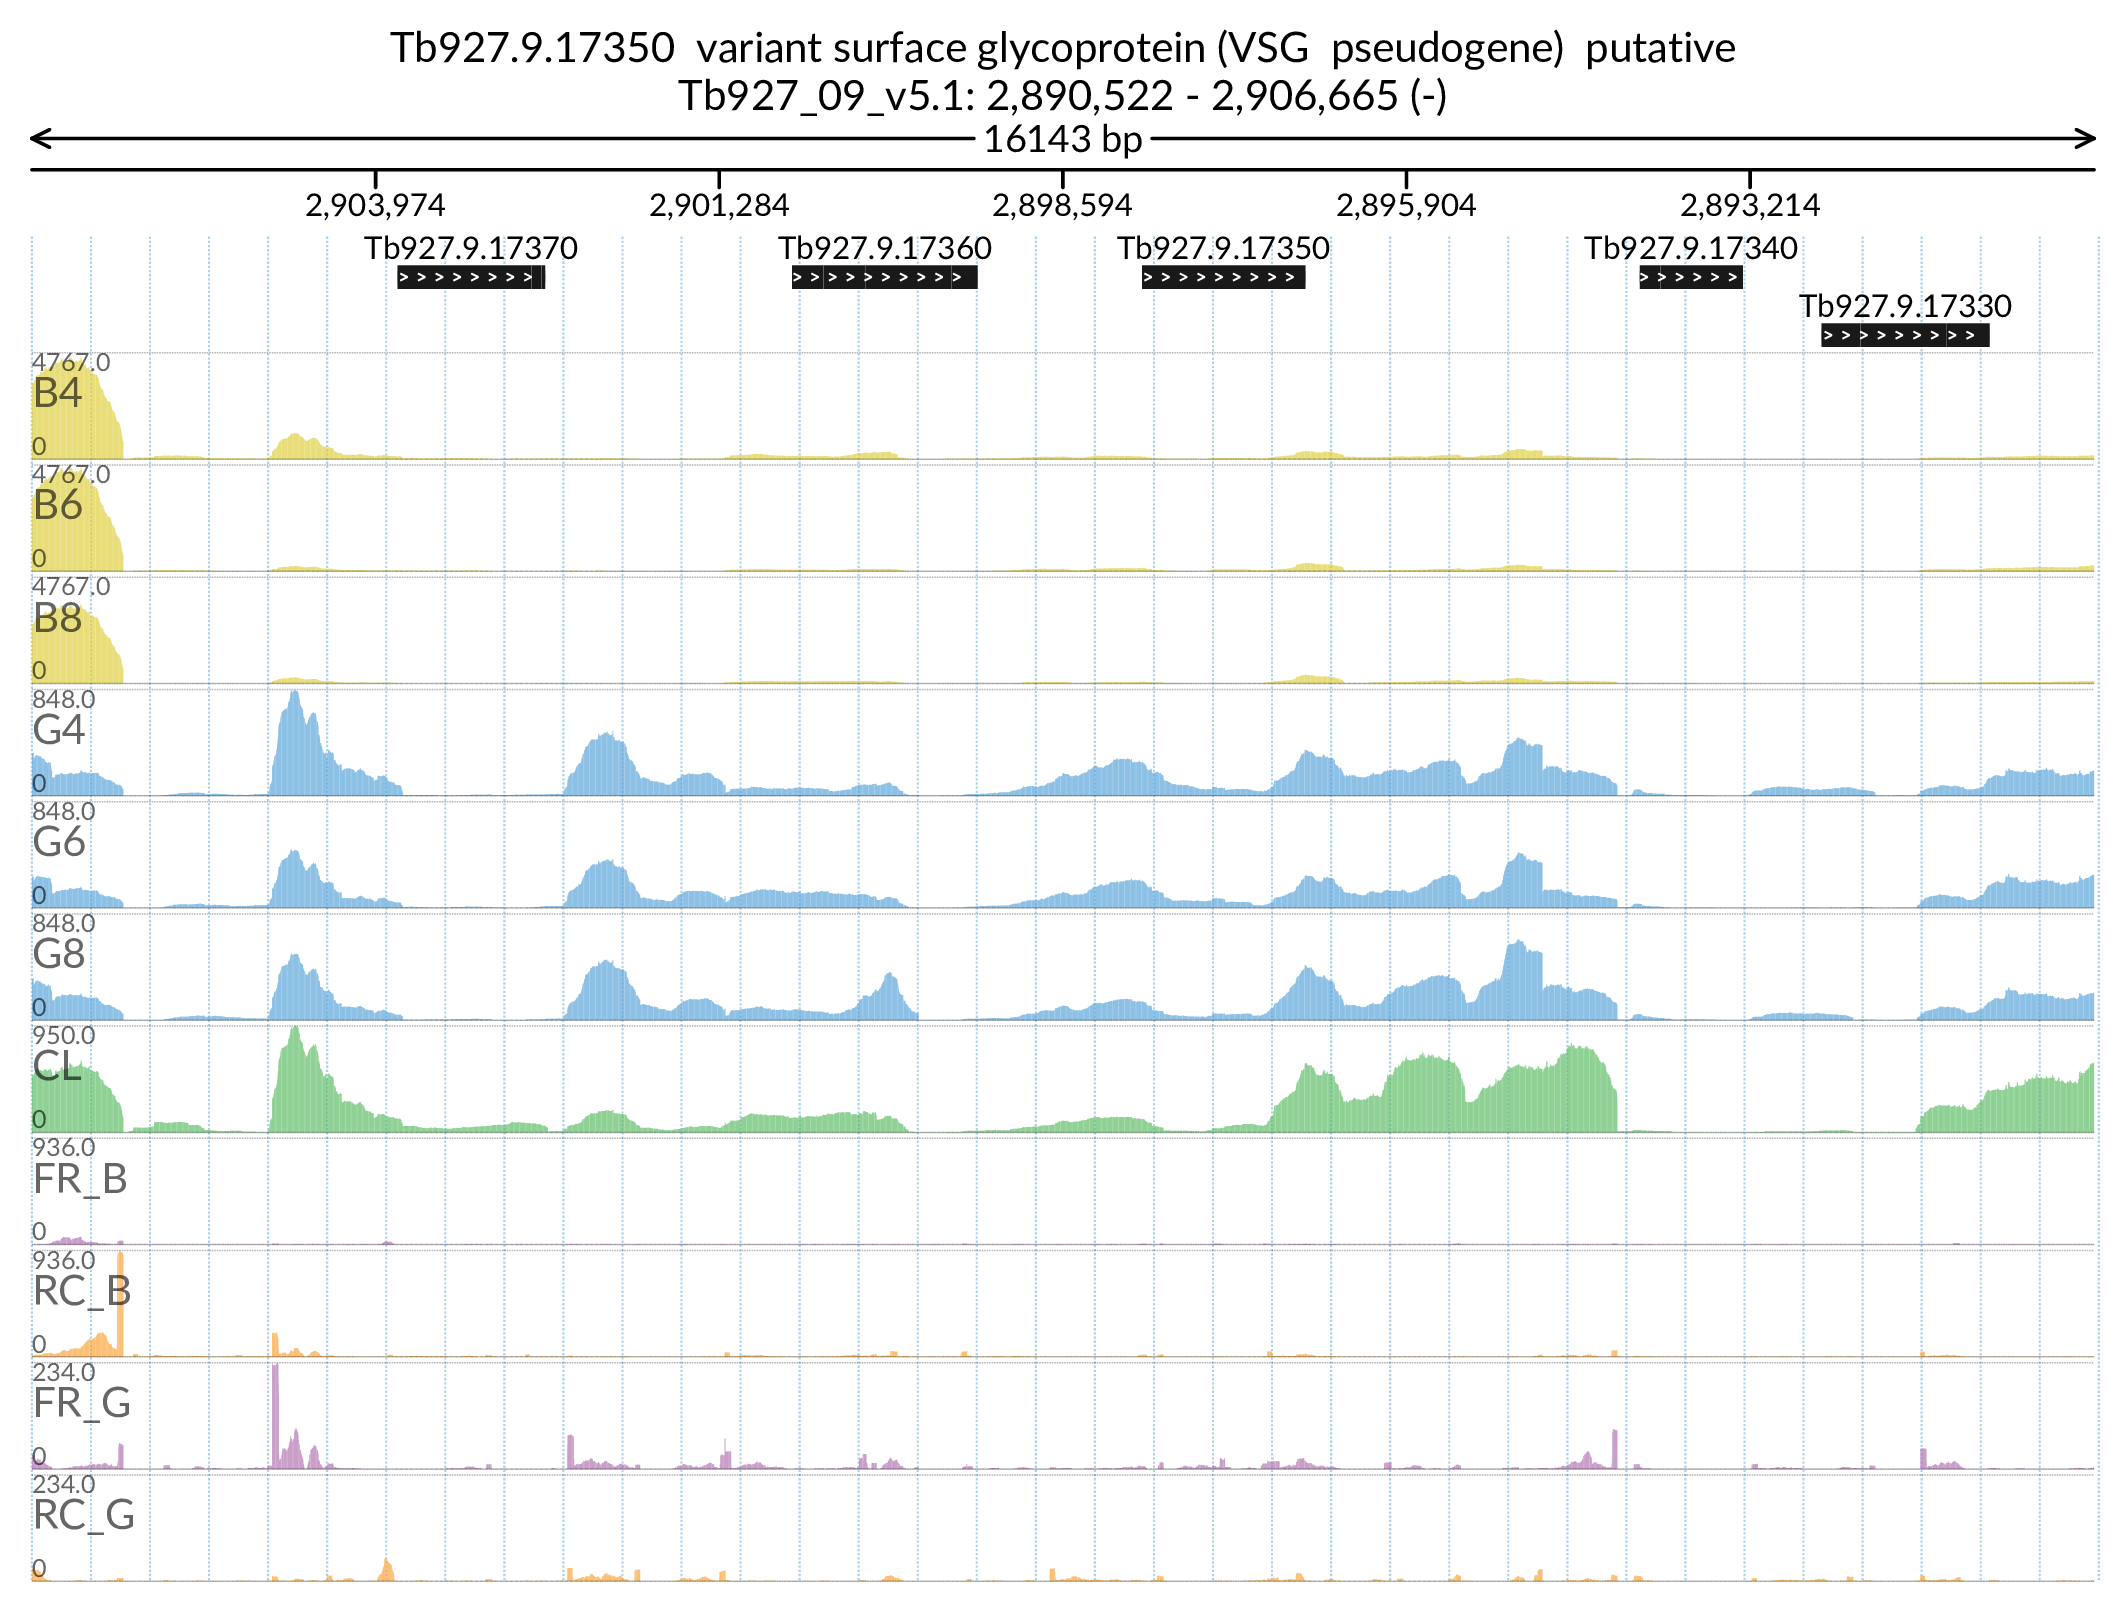 Tb927.9.17350 variant surface glycoprotein (VSG pseudogene) putative
Tb927_09_v5.1: 2,890,522 - 2,906,665 (-)
16143 bp
2,903,974 2,901,284 2,898,594 2,895,904 2,893,214
Tb927.9.17370 Tb927.9.17360 Tb927.9.17350 Tb927.9.17340
Tb927.9.17330
4767.0
B4
0
4767.0
B6
0
4767.0
B8
0
848.0
G4
0
848.0
G6
0
848.0
G8
0
950.0
CL
0
936.0
FR_B
0
936.0
RC_B
0
234.0
FR_G
0
234.0
RC_G
0